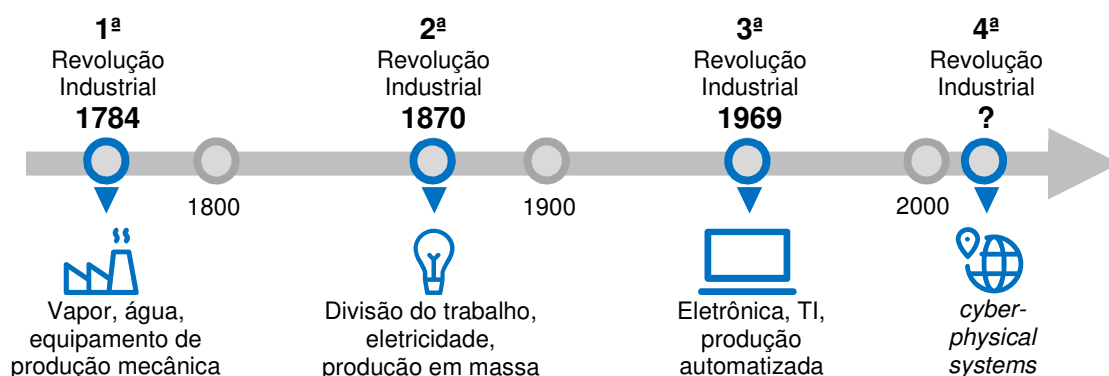 1ª
Revolução
Industrial
1784
2ª
Revolução
Industrial
1870
3ª
Revolução
Industrial
1969
4ª
Revolução
Industrial
?
1800
1900
2000
Vapor, água,
equipamento de
produção mecânica
Divisão do trabalho,
eletricidade,
produção em massa
Eletrônica, TI,
produção
automatizada
cyber-
physical
systems